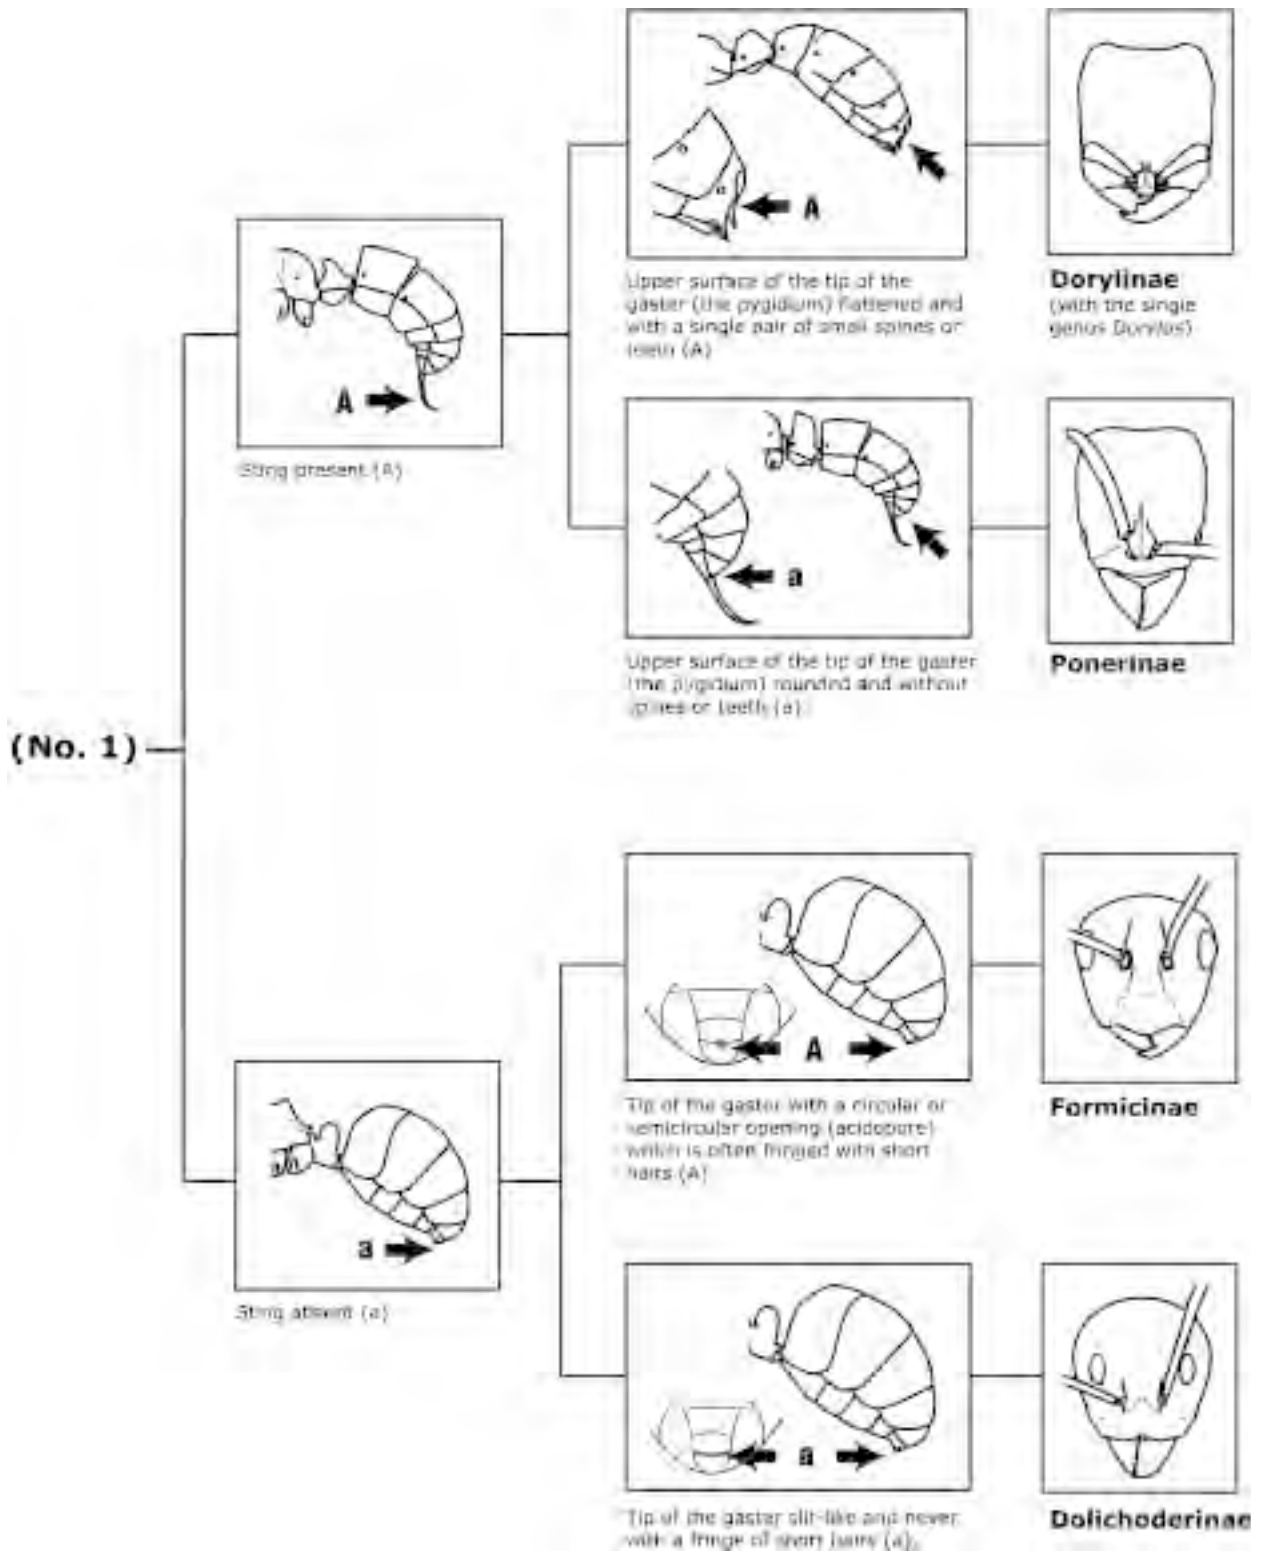 A
Upper surface of the tip of the
gaster (the pygidium) flattened and
with a single pair of small spines or
teeth (A)
Dorylinae
(with the single
genus Dorylus)
A
Sting present (A)
a
Upper surface of the tip of the gaster
(the pygidium) rounded and without
spines or teeth (a).
Ponerinae
(No. 1)
A
Tip of the gaster with a circular or
semicircular opening (acidopore)
which is often fringed with short
hairs (A)
Formicinae
a
Sting absent (a)
a
Tip of the gaster slit-like and never
with a fringe of short hairs (a).
Dolichoderinae